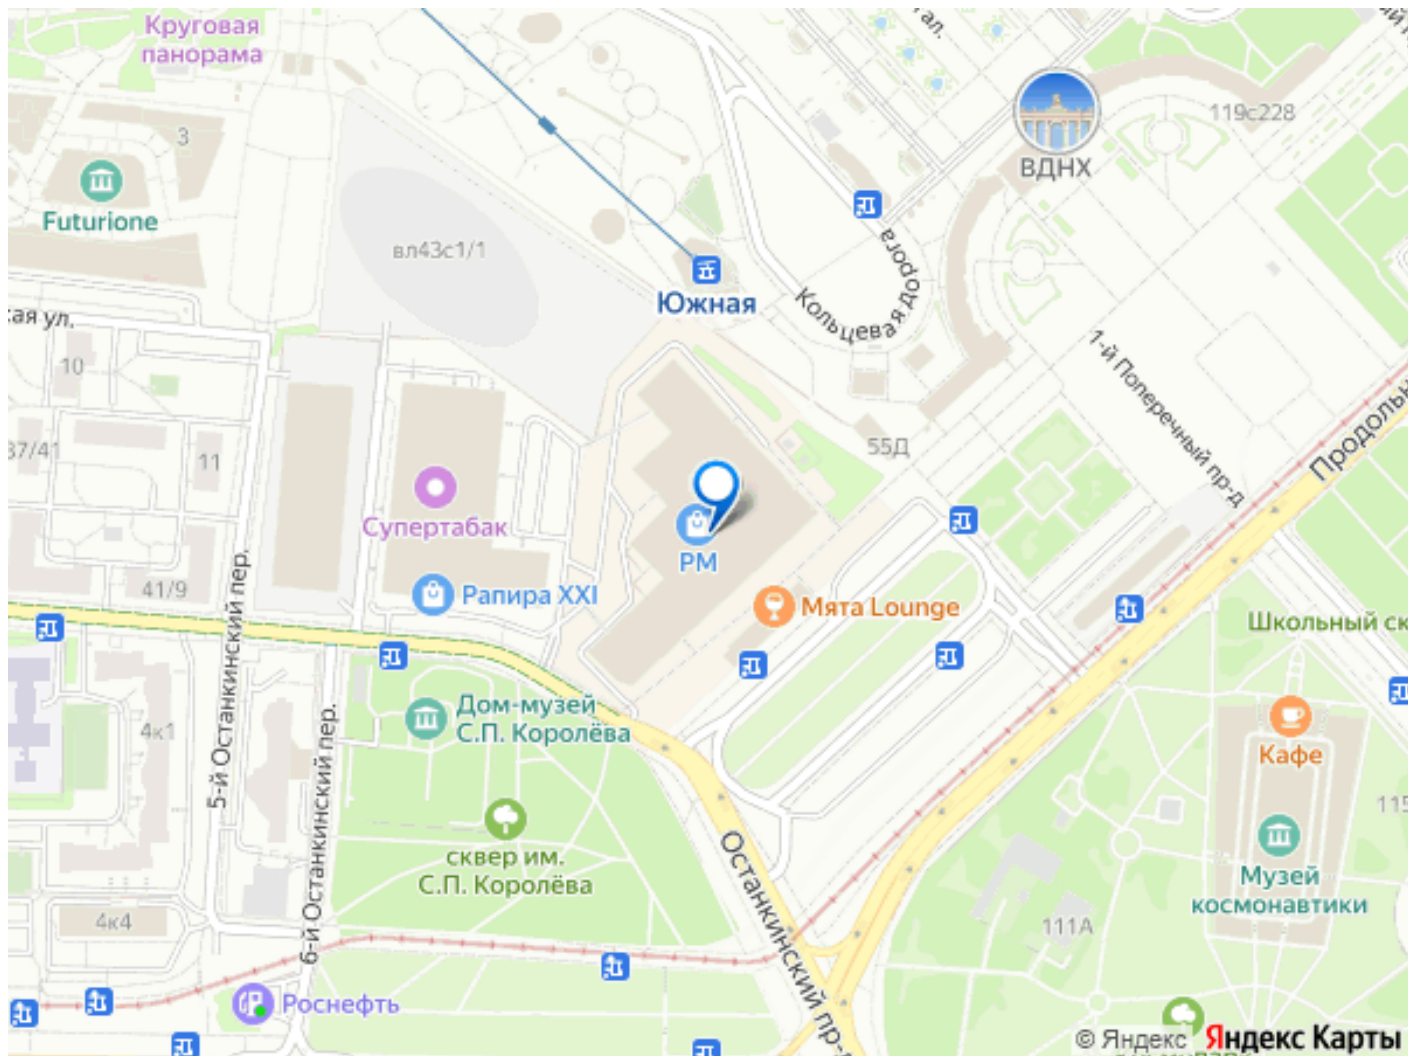 Круговая
панорама
тал.
119с228
3
ВДНХ
Futurione
вл43с1/1
Кольцевая дорога
Южная
ая ул.
10
1-й Поперечный пр-д
Продольн
37/41
11
55Д
Супертабак
РМ
41/9
Рапира XXI
Мята Lounge
Школьный ск
5-й Останкинский пер.
Дом-музей
С.П. Королёва
4к1
6-й Останкинский пер.
Кафе
115
сквер им.
С.П. Королёва
Останкинский пр-д
Музей
космонавтики
4к4
111А
Роснефть
© Яндекс Яндекс Карты